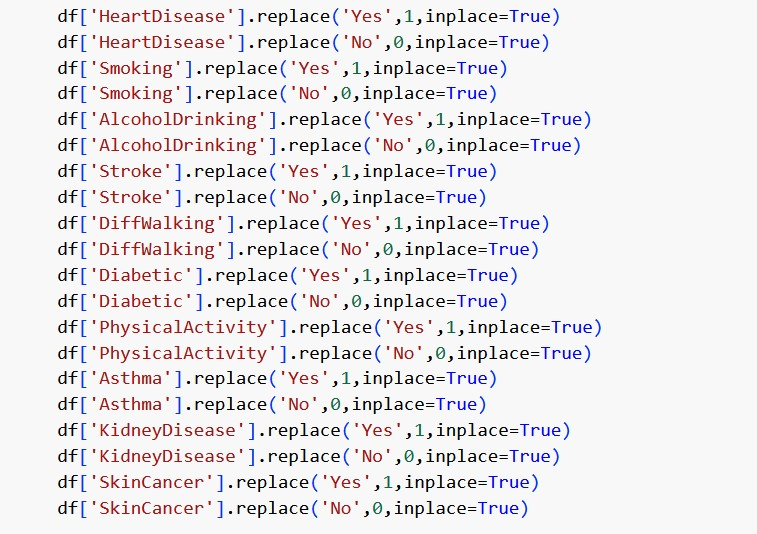 df['HeartDisease'].replace('Yes',1,inplace=True)
df['HeartDisease'].replace('No',0,inplace=True)
df['Smoking'].replace('Yes',1,inplace=True)
df['Smoking'].replace('No',0,inplace=True)
df['AlcoholDrinking'].replace('Yes',1,inplace=True)
df['AlcoholDrinking'].replace('No',0,inplace=True)
df['Stroke'].replace('Yes',1,inplace=True)
df['Stroke'].replace('No',0,inplace=True)
df['DiffWalking'].replace('Yes',1,inplace=True)
df['DiffWalking'].replace('No',0,inplace=True)
df['Diabetic'].replace('Yes',1,inplace=True)
df['Diabetic'].replace('No',0,inplace=True)
df['PhysicalActivity'].replace('Yes',1,inplace=True)
df['PhysicalActivity'].replace('No',0,inplace=True)
df['Asthma'].replace('Yes',1,inplace=True)
df['Asthma'].replace('No',0,inplace=True)
df['KidneyDisease'].replace('Yes',1,inplace=True)
df['KidneyDisease'].replace('No',0,inplace=True)
df['SkinCancer'].replace('Yes',1,inplace=True)
df['SkinCancer'].replace('No',0,inplace=True)